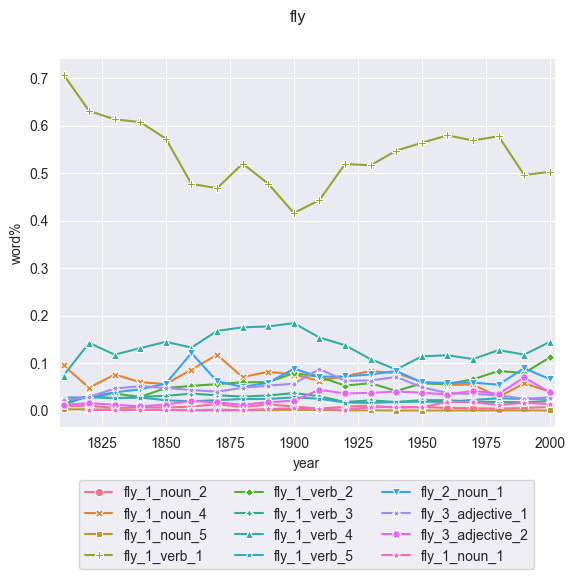 fly
0.7
0.6
0.5
0.4
0.3
0.2
0.1
0.0
word%
1825 1850 1875 1900 1925 1950 1975 2000
year
fly_1_noun_2 fly_1_verb_2 fly_2_noun_1
fly_1_noun_4 fly_1_verb_3 fly_3_adjective_1
fly_1_noun_5 fly_1_verb_4 fly_3_adjective_2
fly_1_verb_1 fly_1_verb_5 fly_1_noun_1